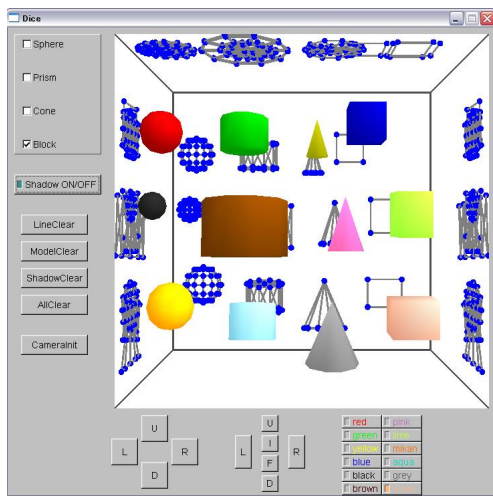 Dice
Sphere
Prism
Cone
Block
Shadow ON/OFF
LineClear
ModelClear
ShadowClear
AllClear
CameraInit
U
L R
D
U
I
L R
F
D
red pink
green lime
yellow mikan
blue aqua
black grey
brown